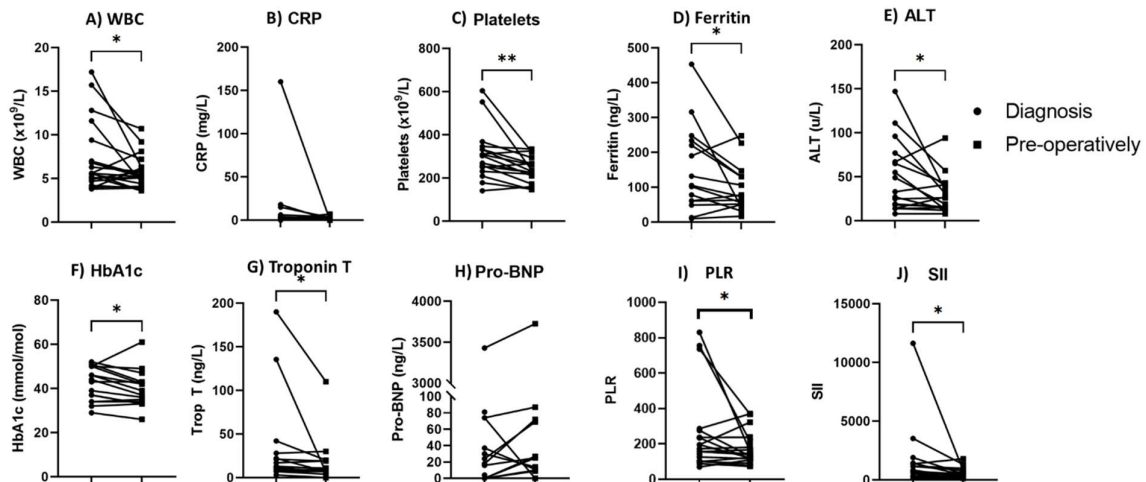 A) WBC
*
20
15
10
5
0
WBC (x10⁹/L)
B) CRP
200
150
100
50
0
CRP (mg/L)
C) Platelets
**
800
600
400
200
0
Platelets (x10⁹/L)
D) Ferritin
*
500
400
300
200
100
0
Ferritin (ng/L)
E) ALT
*
200
150
100
50
0
ALT (u/L)
Diagnosis
Pre-operatively
F) HbA1c
*
80
60
40
20
0
HbA1c (mmol/mol)
G) Troponin T
*
200
150
100
50
0
Trop T (ng/L)
H) Pro-BNP
4000
3000
100
80
60
40
20
0
Pro-BNP (ng/L)
I) PLR
*
1000
800
600
400
200
0
PLR
J) SII
*
15000
10000
5000
0
SII